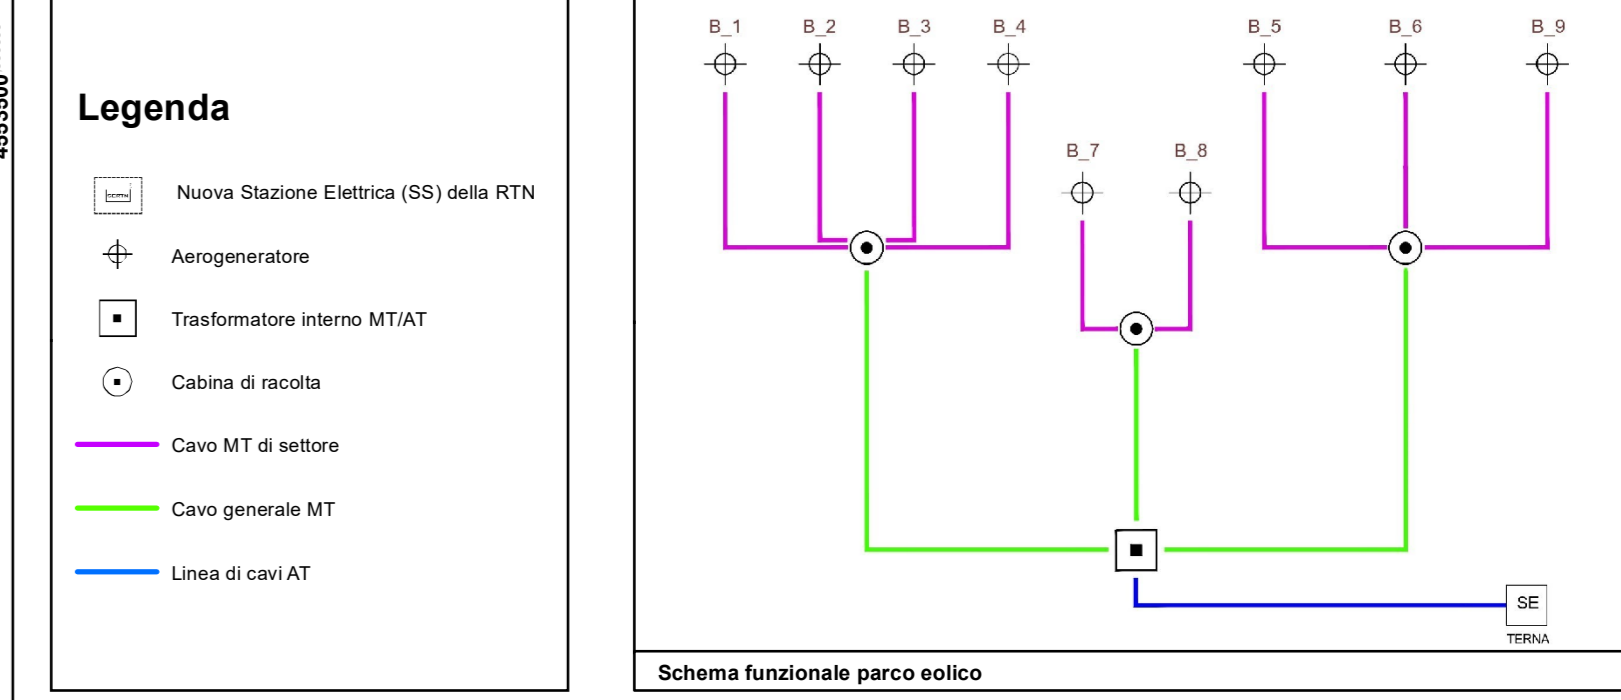 4553500
Legenda
Nuova Stazione Elettrica (SS) della RTN
Aerogeneratore
Trasformatore interno MT/AT
Cabina di racolta
Cavo MT di settore
Cavo generale MT
Linea di cavi AT
B_1 B_2 B_3 B_4 B_5 B_6 B_9
B_7 B_8
SE
TERNA
Schema funzionale parco eolico